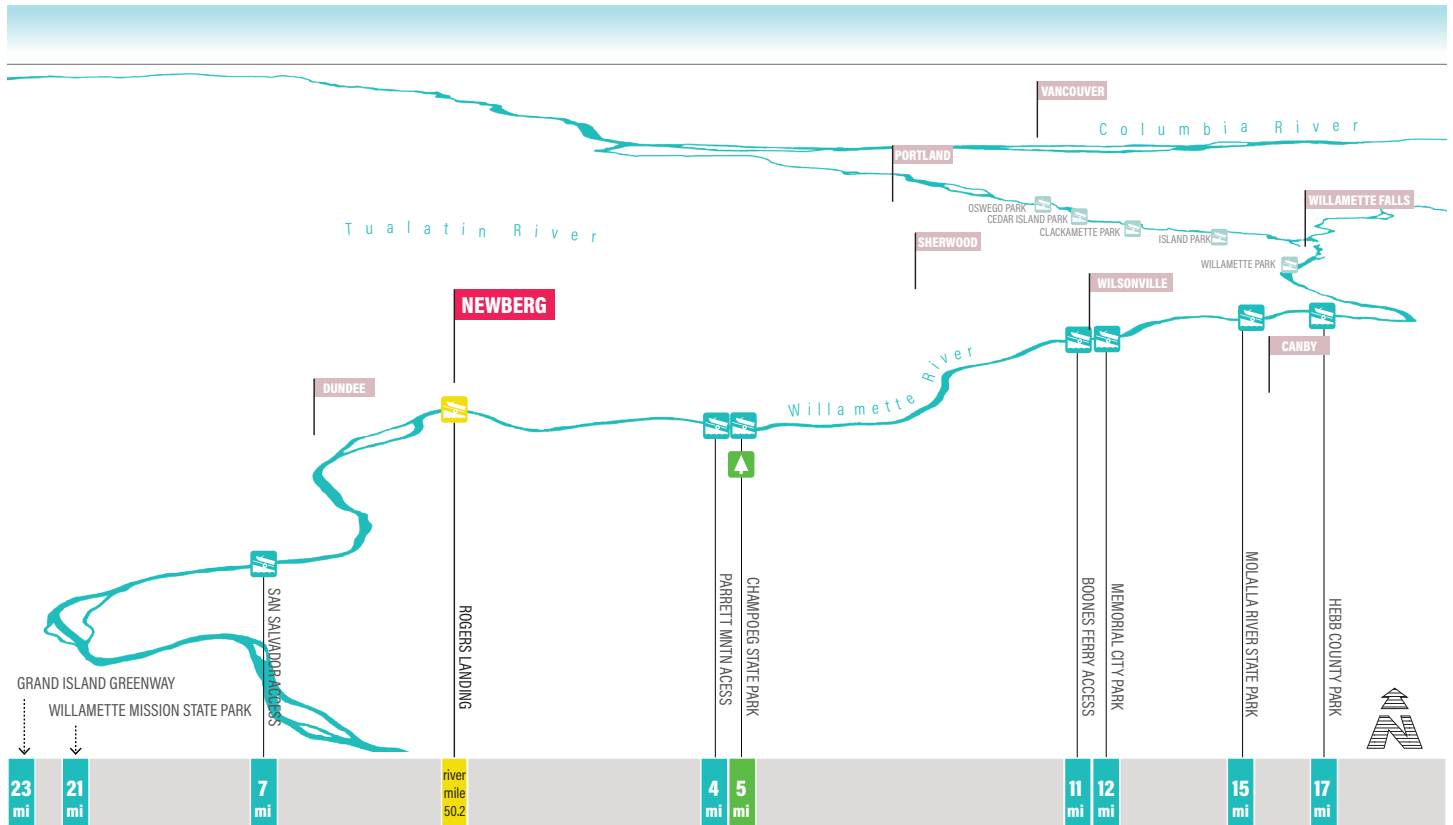 VANCOUVER
Columbia River
PORTLAND
WILLAMETTE FALLS
OSWEGO PARK
CEDAR ISLAND PARK
CLACKAMETTE PARK
ISLAND PARK
Tualatin River
SHERWOOD
WILLAMETTE PARK
WILSONVILLE
NEWBERG
CANBY
Willamette River
DUNDEE
SAN SALVADOR ACCESS
ROGERS LANDING
PARRETT MNTN ACESS
CHAMPOEG STATE PARK
BOONES FERRY ACCESS
MEMORIAL CITY PARK
MOLALLA RIVER STATE PARK
HEBB COUNTY PARK
GRAND ISLAND GREENWAY
WILLAMETTE MISSION STATE PARK
N
23
mi
21
mi
7
mi
river
mile
50.2
4
mi
5
mi
11
mi
12
mi
15
mi
17
mi